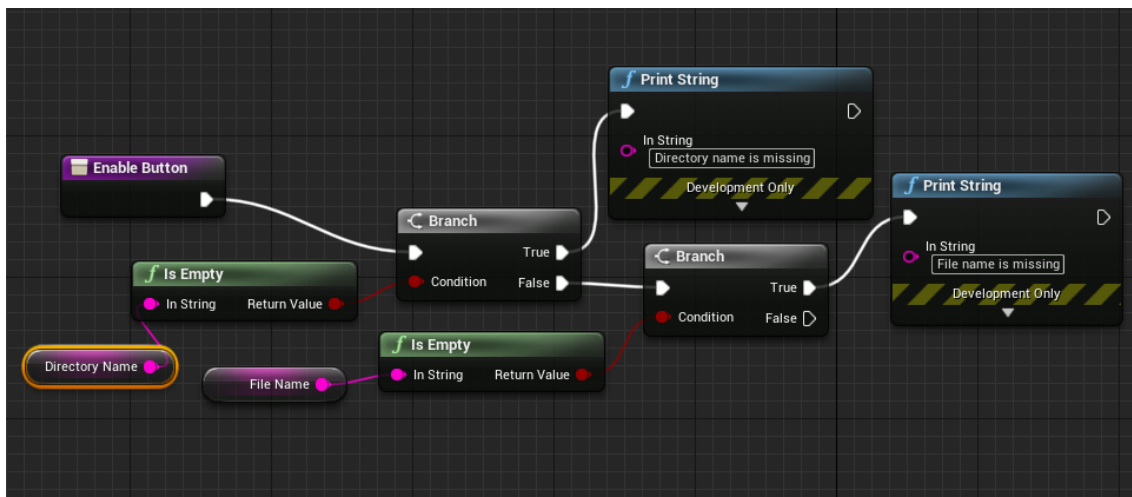 Print String
In String
Directory name is missing
Development Only
Enable Button
Print String
In String
File name is missing
Development Only
Branch
True
Condition
False
Branch
True
Condition
False
Is Empty
In String
Return Value
Directory Name
Is Empty
In String
Return Value
File Name